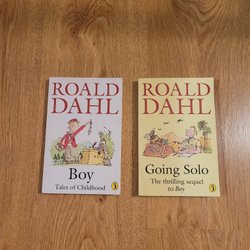 ROALD
DAHL
Boy
Tales of Childhood
ROALD
DAHL
Going Solo
The thrilling sequel
to Boy